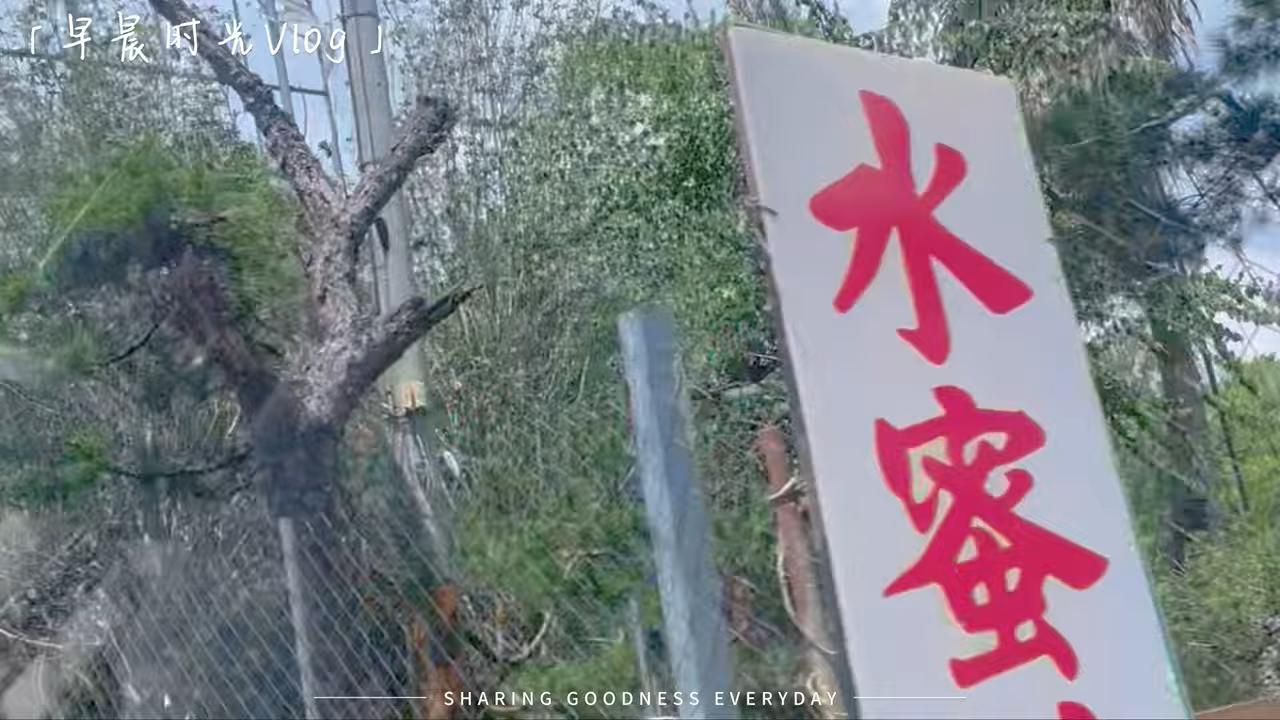 「早晨时光Vlog」
水
蜜
SHARING GOODNESS EVERYDAY